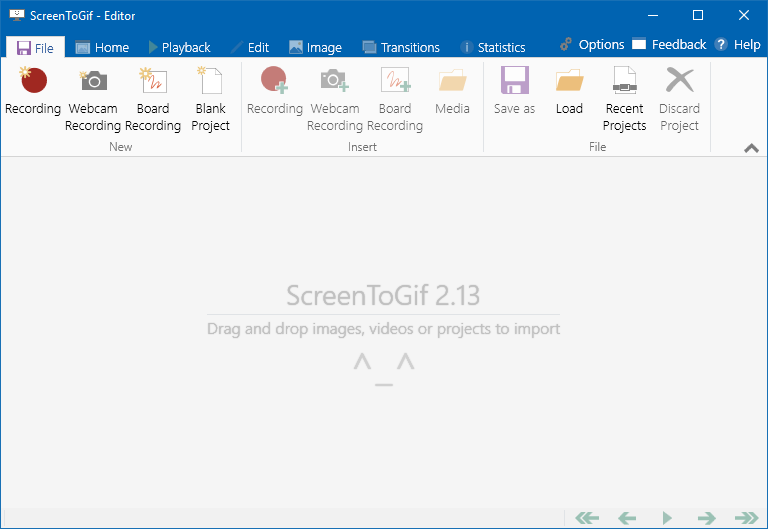 ScreenToGif - Editor
File Home Playback Edit Image Transitions Statistics Options Feedback Help
Recording Webcam Recording Board Recording Blank Project Recording Webcam Recording Board Recording Media Save as Load Recent Projects Discard Project
New Insert File
ScreenToGif 2.13
Drag and drop images, videos or projects to import
^_^